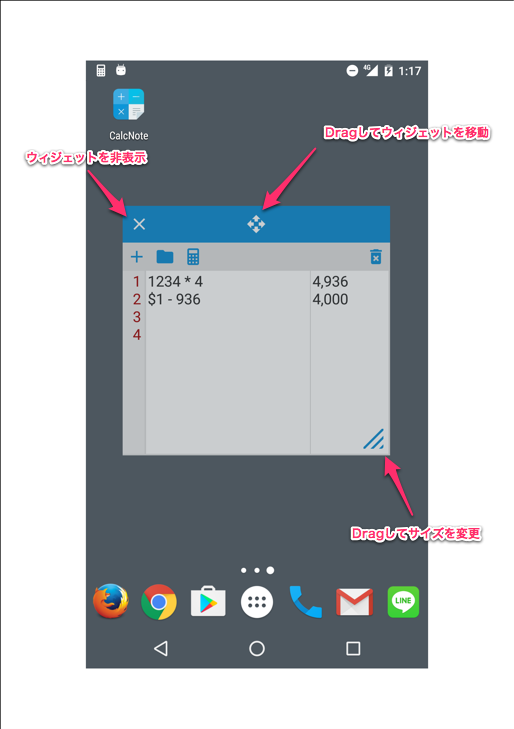 4G 1:17
CalcNote
Dragしてウィジェットを移動
ウィジェットを非表示
1 1234 * 4 4,936
2 $1 - 936 4,000
3
4
Dragしてサイズを変更
LINE